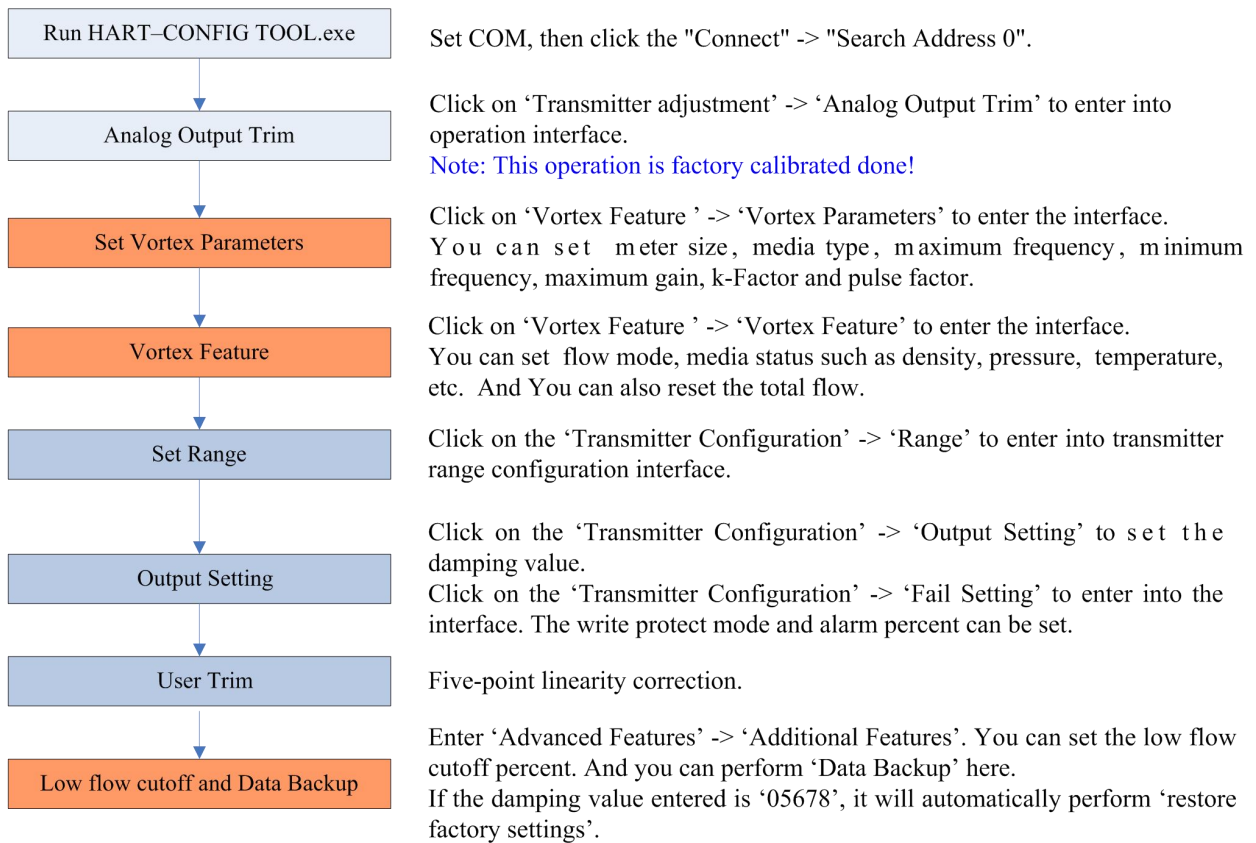 Run HART–CONFIG TOOL.exe
Set COM, then click the "Connect" -> "Search Address 0".
Analog Output Trim
Click on ‘Transmitter adjustment’ -> ‘Analog Output Trim’ to enter into
operation interface.
Note: This operation is factory calibrated done!
Set Vortex Parameters
Click on ‘Vortex Feature ’ -> ‘Vortex Parameters’ to enter the interface.
You can set meter size, media type, maximum frequency, minimum
frequency, maximum gain, k-Factor and pulse factor.
Vortex Feature
Click on ‘Vortex Feature ’ -> ‘Vortex Feature’ to enter the interface.
You can set flow mode, media status such as density, pressure, temperature,
etc. And You can also reset the total flow.
Set Range
Click on the ‘Transmitter Configuration’ -> ‘Range’ to enter into transmitter
range configuration interface.
Output Setting
Click on the ‘Transmitter Configuration’ -> ‘Output Setting’ to set the
damping value.
Click on the ‘Transmitter Configuration’ -> ‘Fail Setting’ to enter into the
interface. The write protect mode and alarm percent can be set.
User Trim
Five-point linearity correction.
Low flow cutoff and Data Backup
Enter ‘Advanced Features’ -> ‘Additional Features’. You can set the low flow
cutoff percent. And you can perform ‘Data Backup’ here.
If the damping value entered is ‘05678’, it will automatically perform ‘restore
factory settings’.